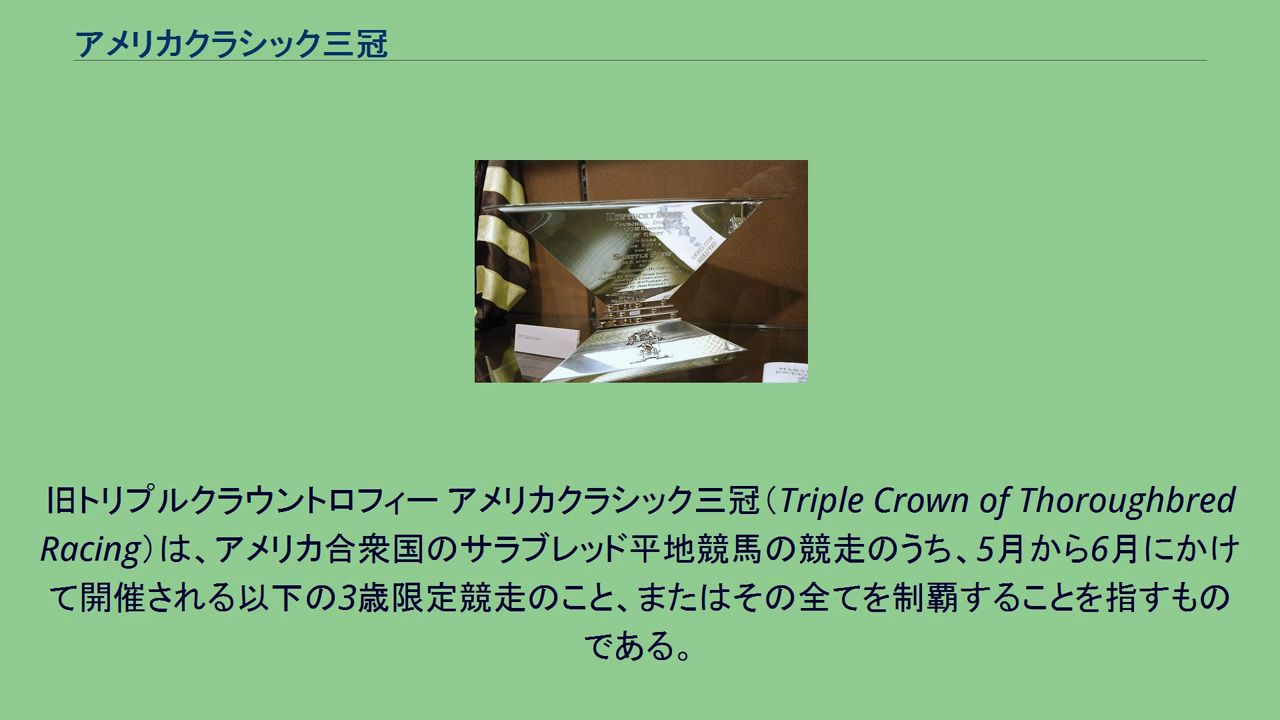 アメリカクラシック三冠
KENTUCKY DERBY
CHURCHILL
SEATTLE SLEW
旧トリプルクラウントロフィー アメリカクラシック三冠（Triple Crown of Thoroughbred
Racing）は、アメリカ合衆国のサラブレッド平地競馬の競走のうち、5月から6月にかけ
て開催される以下の3歳限定競走のこと、またはその全てを制覇することを指すもの
である。